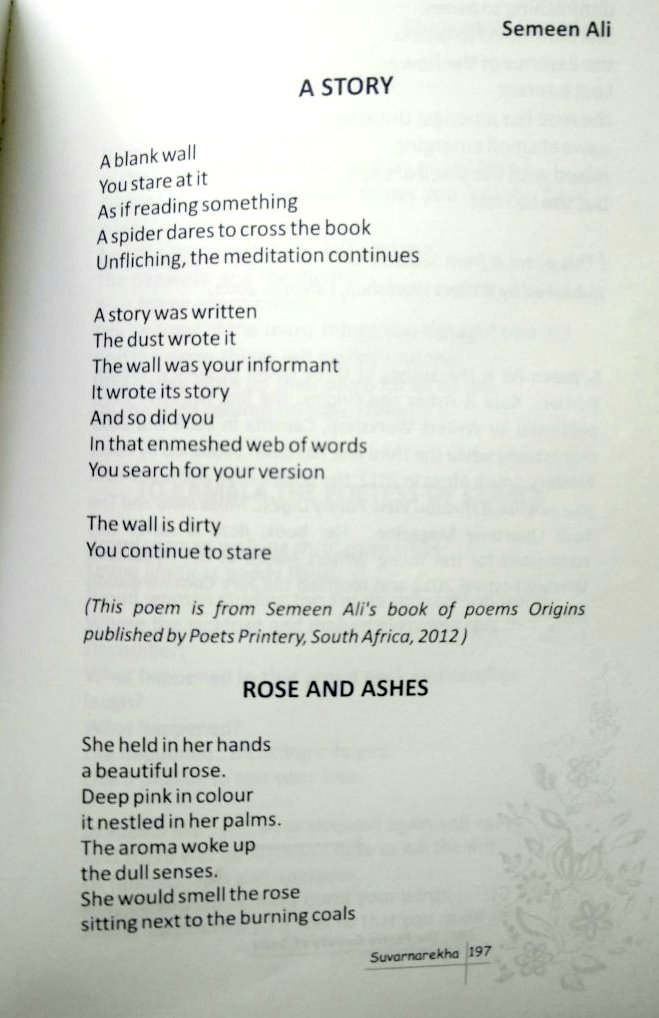 Semeen Ali
A STORY
A blank wall
You stare at it
As if reading something
A spider dares to cross the book
Unfliching, the meditation continues
A story was written
The dust wrote it
The wall was your informant
It wrote its story
And so did you
In that enmeshed web of words
You search for your version
The wall is dirty
You continue to stare
(This poem is from Semeen Ali's book of poems Origins
published by Poets Printery, South Africa, 2012)
ROSE AND ASHES
She held in her hands
a beautiful rose.
Deep pink in colour
it nestled in her palms.
The aroma woke up
the dull senses.
She would smell the rose
sitting next to the burning coals
Suvarnarekha 197